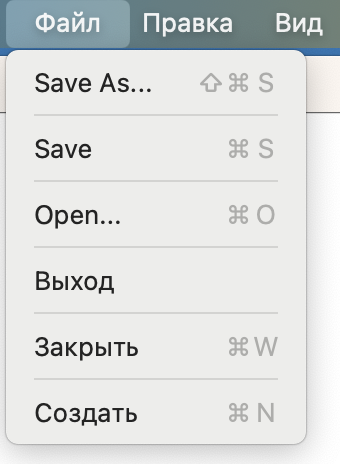 Файл Правка Вид
Save As... ⇧⌘ S
Save ⌘ S
Open... ⌘ O
Выход
Закрыть ⌘ W
Создать ⌘ N